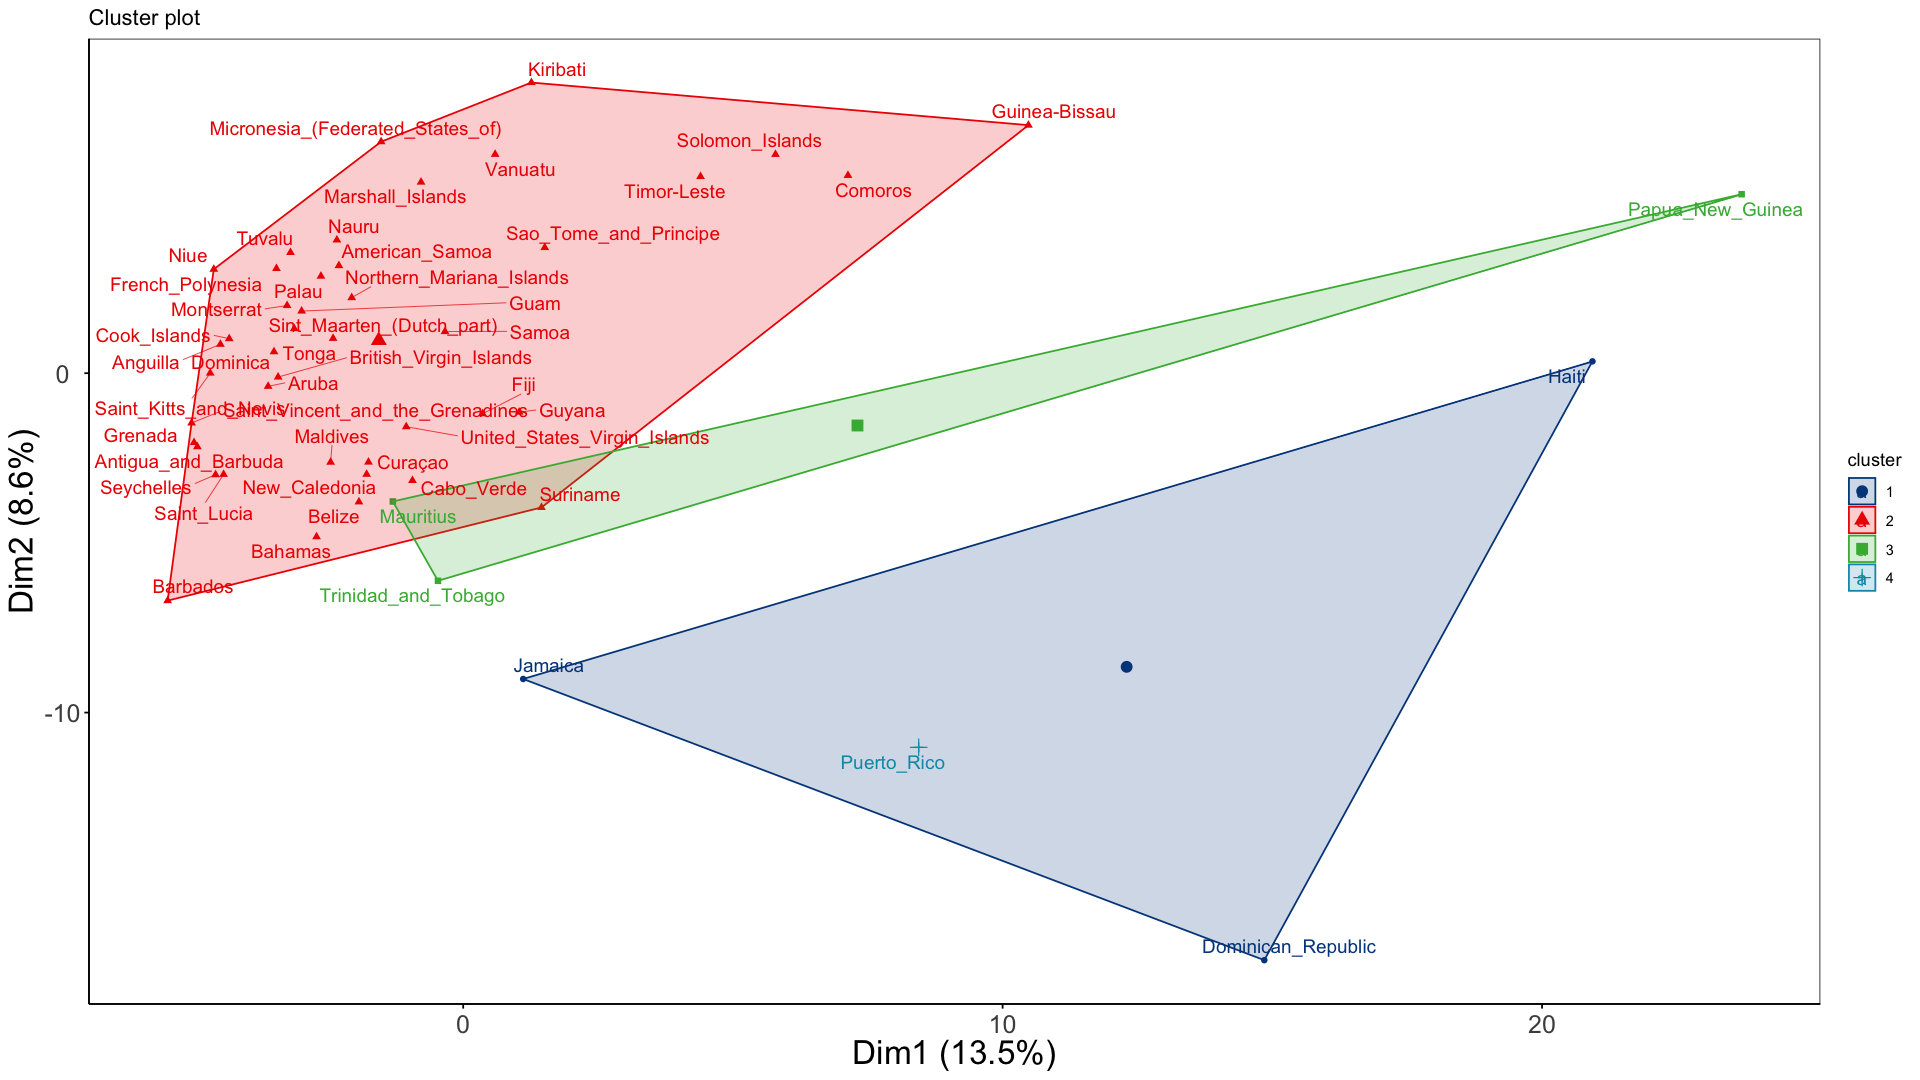 Cluster plot
Kiribati
Guinea-Bissau
Micronesia_(Federated_States_of)
Solomon_Islands
Vanuatu
Timor-Leste
Comoros
Marshall_Islands
Papua_New_Guinea
Nauru
Sao_Tome_and_Principe
Tuvalu
American_Samoa
Niue
Northern_Mariana_Islands
French_Polynesia
Palau
Guam
Montserrat
Sint_Maarten_(Dutch_part)
Samoa
Cook_Islands
Tonga
British_Virgin_Islands
Anguilla
Dominica
0
Haiti
Aruba
Fiji
Saint_Kitts_and_Nevis
Saint_Vincent_and_the_Grenadines
Guyana
Grenada
Maldives
United_States_Virgin_Islands
Antigua_and_Barbuda
Curaçao
Seychelles
New_Caledonia
Cabo_Verde
Suriname
Saint_Lucia
Belize
Mauritius
Bahamas
Barbados
Trinidad_and_Tobago
Jamaica
-10
Puerto_Rico
Dominican_Republic
0
10
20
Dim1 (13.5%)
Dim2 (8.6%)
cluster
1
2
3
4